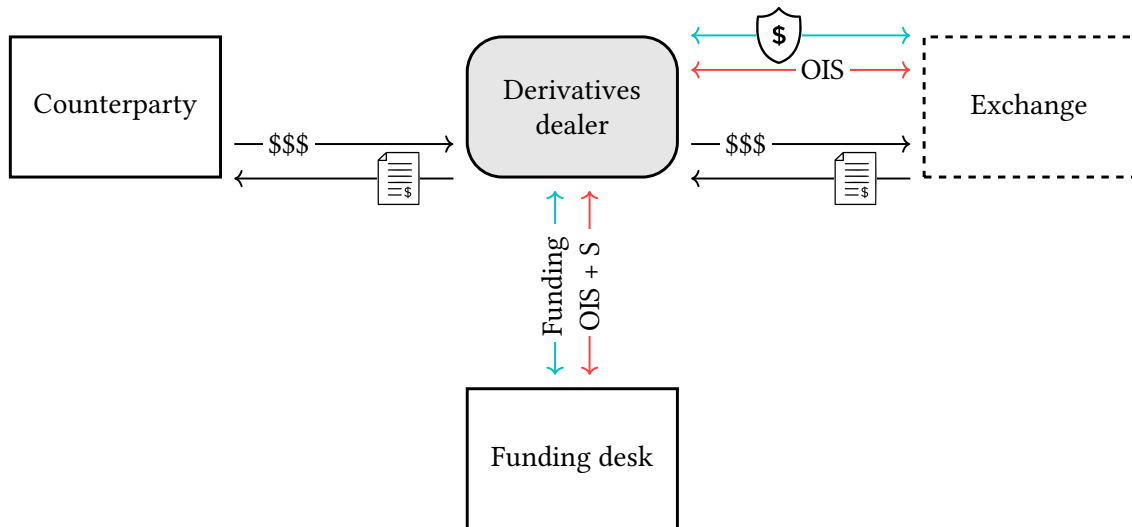 $
OIS
Counterparty
Derivatives
dealer
Exchange
$$$
$
$$$
$
Funding
OIS + S
Funding desk